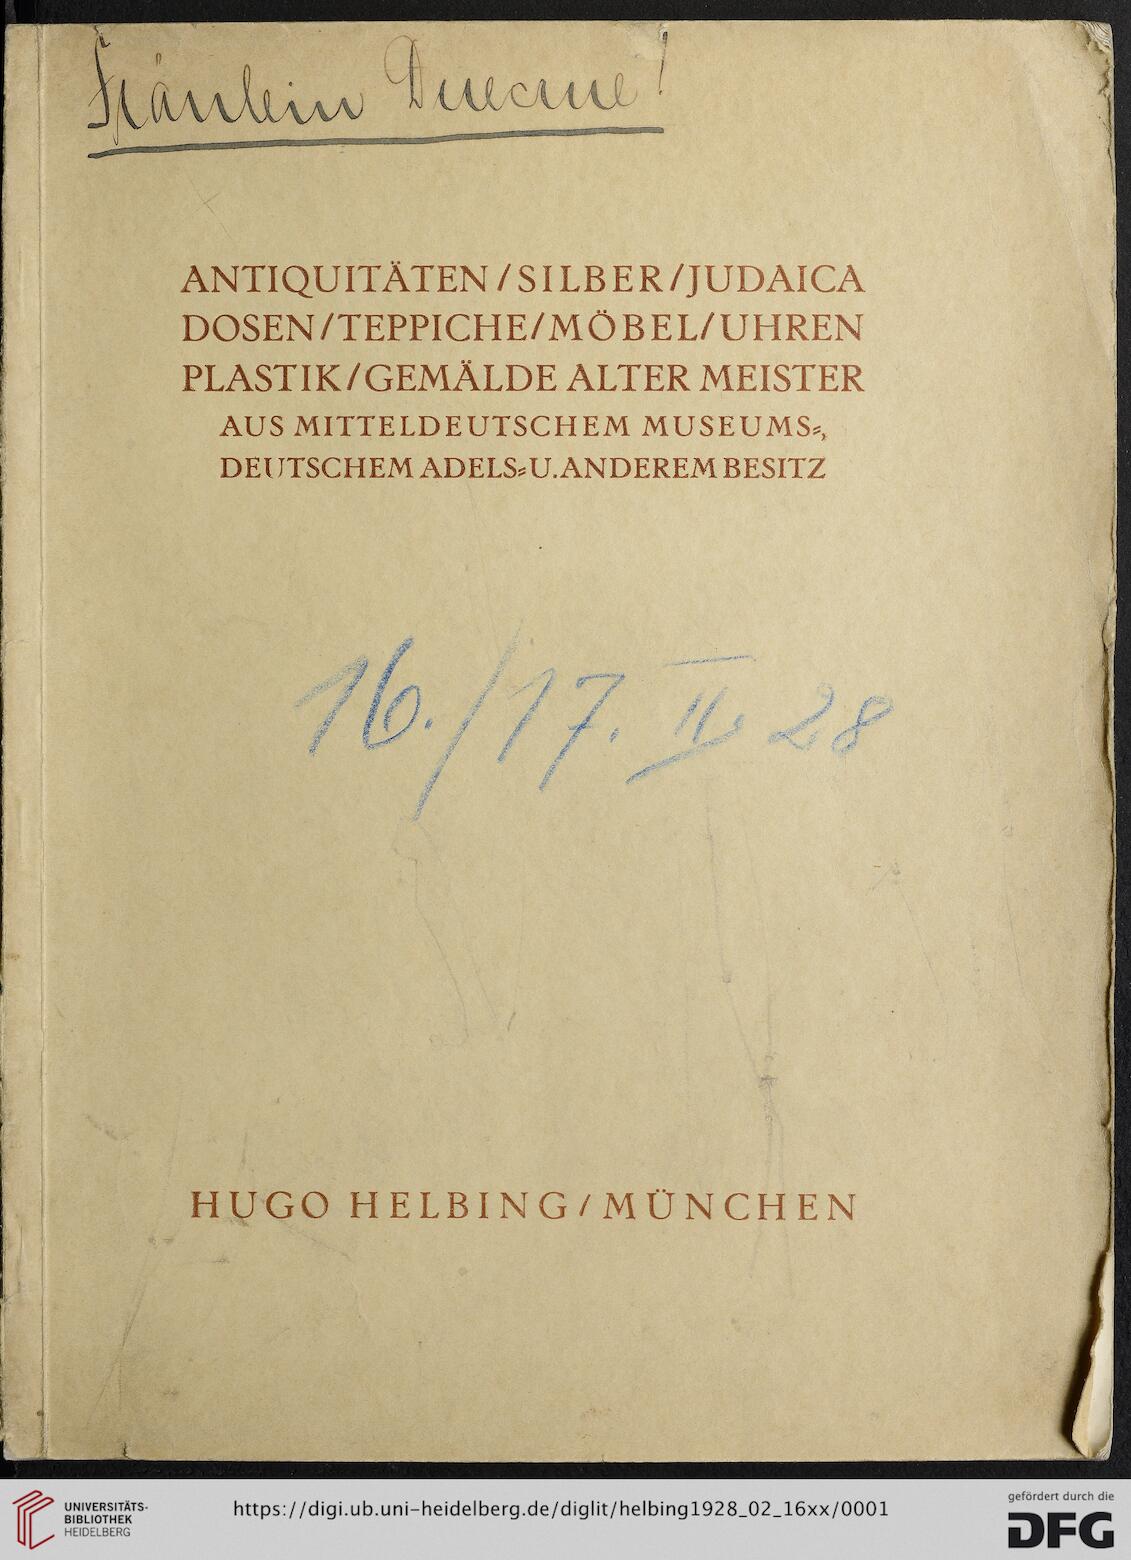 Fräulein
ANTIQUITÄTEN/SILBER/JUDAICA
DOSEN/TEPPICHE/MÖBEL/UHREN
PLASTIK/GEMÄLDE ALTER MEISTER
AUS MITTELDEUTSCHEM MUSEUMS=,
DEUTSCHEM ADELS=U.ANDEREM BESITZ
16./17. II. 28
HUGO HELBING/MÜNCHEN
UNIVERSITÄTS-
BIBLIOTHEK
HEIDELBERG
https://digi.ub.uni-heidelberg.de/diglit/helbing1928_02_16xx/0001
gefördert durch die
DFG